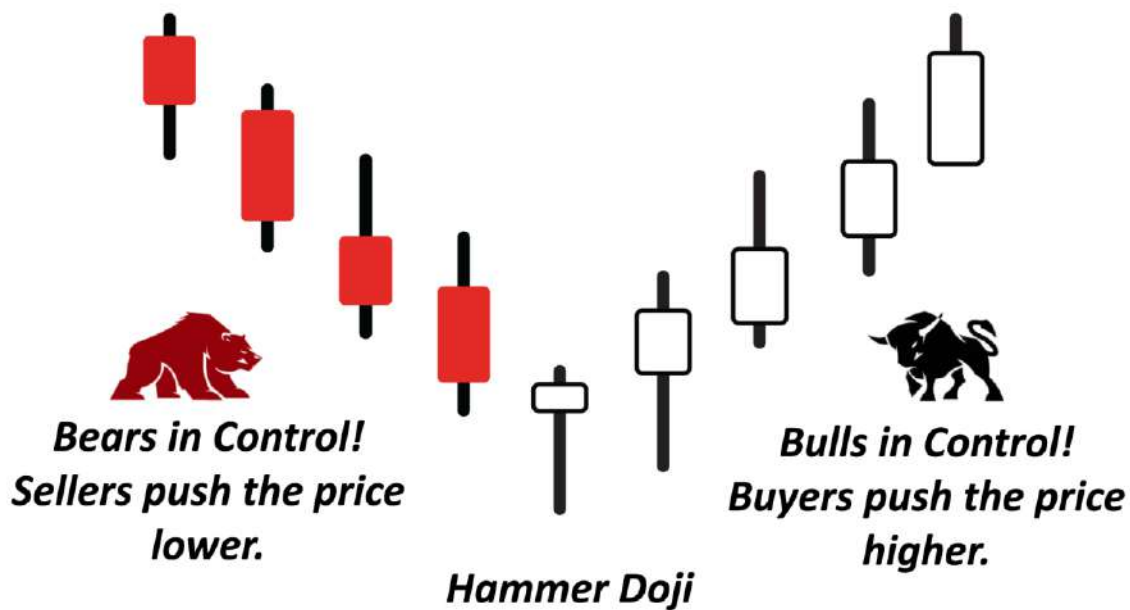 Bears in Control!
Sellers push the price
lower.
Bulls in Control!
Buyers push the price
higher.
Hammer Doji